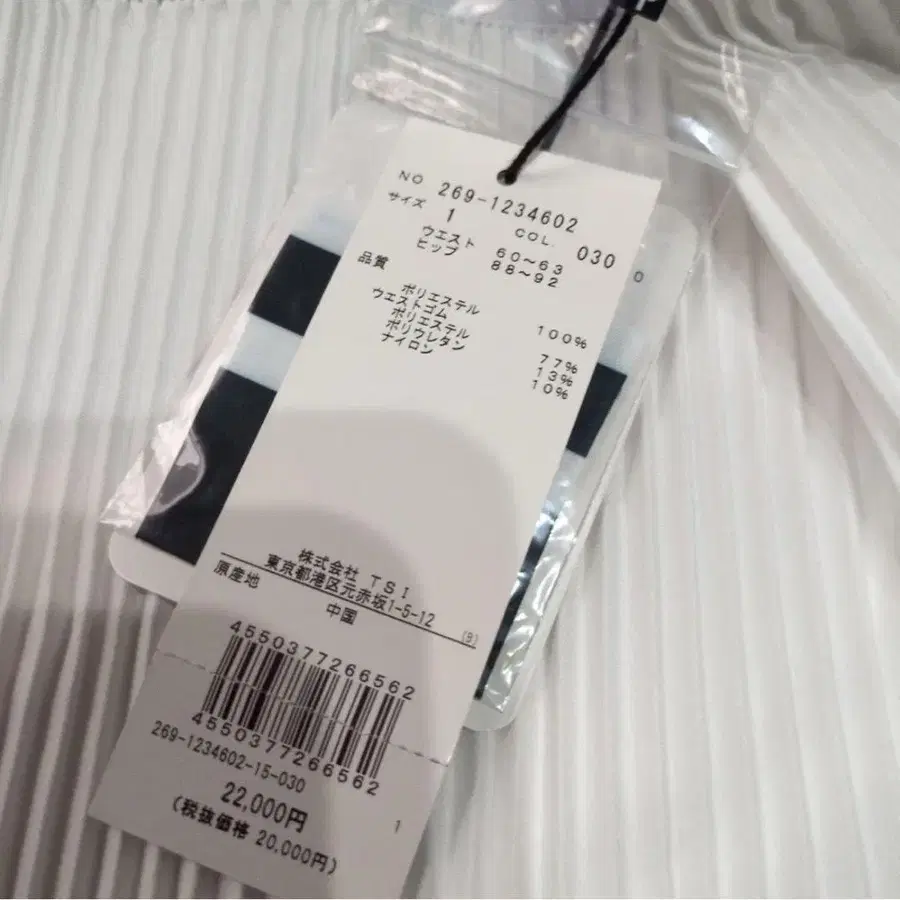 NO 269-1234602
サイズ 1 COL. 030
ウエスト 60～63
ヒップ 88～92
品質
ポリエステル 100%
ウエストゴム
ポリエステル 77%
ポリウレタン 13%
ナイロン 10%
株式会社 TSI
東京都港区元赤坂1-5-12 (B)
原産地 中国
4550377266562
4550377266562
269-1234602-15-030
22,000円
(税抜価格 20,000円)
1
0